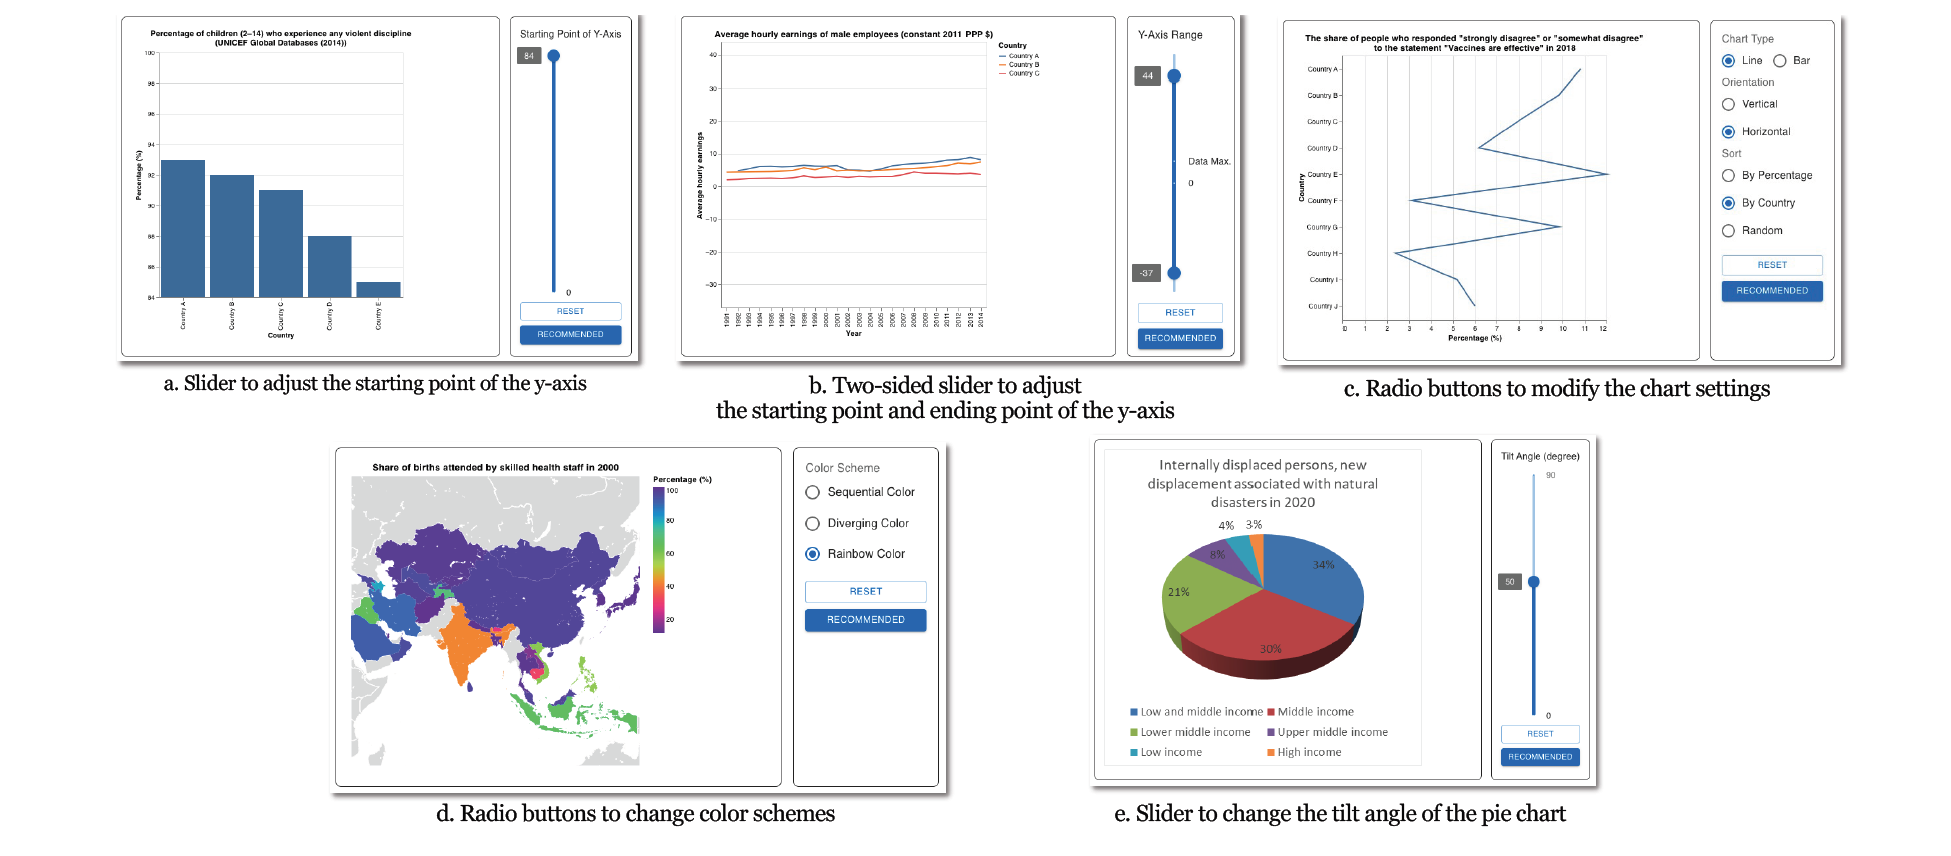 Percentage of children (2–14) who experience any violent discipline
(UNICEF Global Databases (2014))
100
98
96
94
92
90
88
86
84
Percentage (%)
Country A
Country B
Country C
Country D
Country E
Country
Starting Point of Y-Axis
84
0
RESET
RECOMMENDED
a. Slider to adjust the starting point of the y-axis
Average hourly earnings of male employees (constant 2011 PPP $)
40
30
20
10
0
−10
−20
−30
Average hourly earnings
1991
1992
1993
1994
1995
1996
1997
1998
1999
2000
2001
2002
2003
2004
2005
2006
2007
2008
2009
2010
2011
2012
2013
2014
Year
Country
Country A
Country B
Country C
Y-Axis Range
44
Data Max.
0
-37
RESET
RECOMMENDED
b. Two-sided slider to adjust
the starting point and ending point of the y-axis
The share of people who responded "strongly disagree" or "somewhat disagree"
to the statement "Vaccines are effective" in 2018
Country A
Country B
Country C
Country D
Country E
Country F
Country G
Country H
Country I
Country J
Country
0 1 2 3 4 5 6 7 8 9 10 11 12
Percentage (%)
Chart Type
Line Bar
Orientation
Vertical
Horizontal
Sort
By Percentage
By Country
Random
RESET
RECOMMENDED
c. Radio buttons to modify the chart settings
Share of births attended by skilled health staff in 2000
Percentage (%)
100
80
60
40
20
Color Scheme
Sequential Color
Diverging Color
Rainbow Color
RESET
RECOMMENDED
d. Radio buttons to change color schemes
Internally displaced persons, new
displacement associated with natural
disasters in 2020
4% 3%
8%
34%
21%
30%
Low and middle income Middle income
Lower middle income Upper middle income
Low income High income
Tilt Angle (degree)
90
50
0
RESET
RECOMMENDED
e. Slider to change the tilt angle of the pie chart